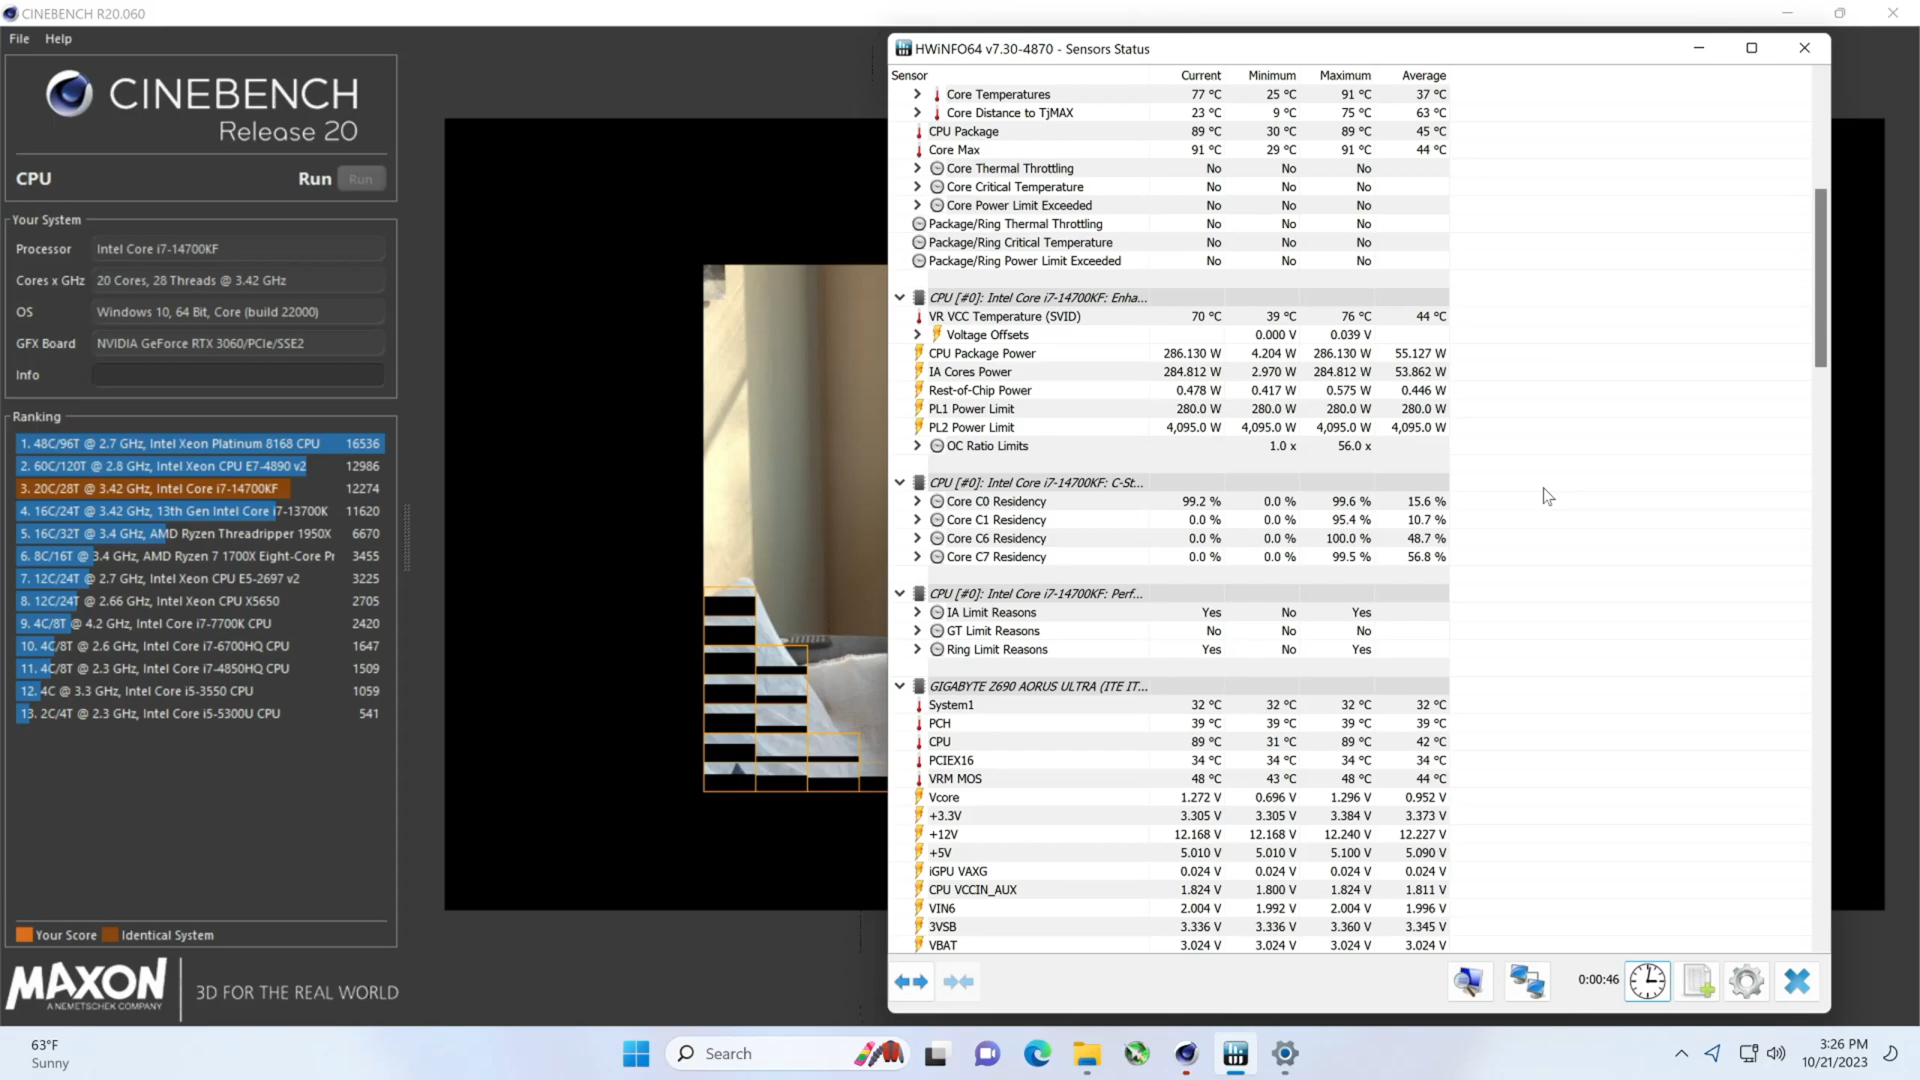 CINEBENCH R20.060
File Help
CINEBENCH
Release 20
CPU Run Run
Your System
Processor Intel Core i7-14700KF
Cores x GHz 20 Cores, 28 Threads @ 3.42 GHz
OS Windows 10, 64 Bit, Core (build 22000)
GFX Board NVIDIA GeForce RTX 3060/PCIe/SSE2
Info
Ranking
1. 48C/96T @ 2.7 GHz, Intel Xeon Platinum 8168 CPU 16536
2. 60C/120T @ 2.8 GHz, Intel Xeon CPU E7-4890 v2 12986
3. 20C/28T @ 3.42 GHz, Intel Core i7-14700KF 12274
4. 16C/24T @ 3.42 GHz, 13th Gen Intel Core i7-13700K 11620
5. 16C/32T @ 3.4 GHz, AMD Ryzen Threadripper 1950X 6670
6. 8C/16T @ 3.4 GHz, AMD Ryzen 7 1700X Eight-Core Pr 3455
7. 12C/24T @ 2.7 GHz, Intel Xeon CPU E5-2697 v2 3225
8. 12C/24T @ 2.66 GHz, Intel Xeon CPU X5650 2705
9. 4C/8T @ 4.2 GHz, Intel Core i7-7700K CPU 2420
10. 4C/8T @ 2.6 GHz, Intel Core i7-6700HQ CPU 1647
11. 4C/8T @ 2.3 GHz, Intel Core i7-4850HQ CPU 1509
12. 4C @ 3.3 GHz, Intel Core i5-3550 CPU 1059
13. 2C/4T @ 2.3 GHz, Intel Core i5-5300U CPU 541
Your Score Identical System
MAXON
A NEMETSCHEK COMPANY
3D FOR THE REAL WORLD
HWiNFO64 v7.30-4870 - Sensors Status
Sensor Current Minimum Maximum Average
Core Temperatures 77 °C 25 °C 91 °C 37 °C
Core Distance to TjMAX 23 °C 9 °C 75 °C 63 °C
CPU Package 89 °C 30 °C 89 °C 45 °C
Core Max 91 °C 29 °C 91 °C 44 °C
Core Thermal Throttling No No No
Core Critical Temperature No No No
Core Power Limit Exceeded No No No
Package/Ring Thermal Throttling No No No
Package/Ring Critical Temperature No No No
Package/Ring Power Limit Exceeded No No No
CPU [#0]: Intel Core i7-14700KF: Enha...
VR VCC Temperature (SVID) 70 °C 39 °C 76 °C 44 °C
Voltage Offsets 0.000 V 0.039 V
CPU Package Power 286.130 W 4.204 W 286.130 W 55.127 W
IA Cores Power 284.812 W 2.970 W 284.812 W 53.862 W
Rest-of-Chip Power 0.478 W 0.417 W 0.575 W 0.446 W
PL1 Power Limit 280.0 W 280.0 W 280.0 W 280.0 W
PL2 Power Limit 4,095.0 W 4,095.0 W 4,095.0 W 4,095.0 W
OC Ratio Limits 1.0 x 56.0 x
CPU [#0]: Intel Core i7-14700KF: C-St...
Core C0 Residency 99.2 % 0.0 % 99.6 % 15.6 %
Core C1 Residency 0.0 % 0.0 % 95.4 % 10.7 %
Core C6 Residency 0.0 % 0.0 % 100.0 % 48.7 %
Core C7 Residency 0.0 % 0.0 % 99.5 % 56.8 %
CPU [#0]: Intel Core i7-14700KF: Perf...
IA Limit Reasons Yes No Yes
GT Limit Reasons No No No
Ring Limit Reasons Yes No Yes
GIGABYTE Z690 AORUS ULTRA (ITE IT...
System1 32 °C 32 °C 32 °C 32 °C
PCH 39 °C 39 °C 39 °C 39 °C
CPU 89 °C 31 °C 89 °C 42 °C
PCIEX16 34 °C 34 °C 34 °C 34 °C
VRM MOS 48 °C 43 °C 48 °C 44 °C
Vcore 1.272 V 0.696 V 1.296 V 0.952 V
+3.3V 3.305 V 3.305 V 3.384 V 3.373 V
+12V 12.168 V 12.168 V 12.240 V 12.227 V
+5V 5.010 V 5.010 V 5.100 V 5.090 V
iGPU VAXG 0.024 V 0.024 V 0.024 V 0.024 V
CPU VCCIN_AUX 1.824 V 1.800 V 1.824 V 1.811 V
VIN6 2.004 V 1.992 V 2.004 V 1.996 V
3VSB 3.336 V 3.336 V 3.360 V 3.345 V
VBAT 3.024 V 3.024 V 3.024 V 3.024 V
0:00:46
63°F
Sunny
Search
3:26 PM
10/21/2023